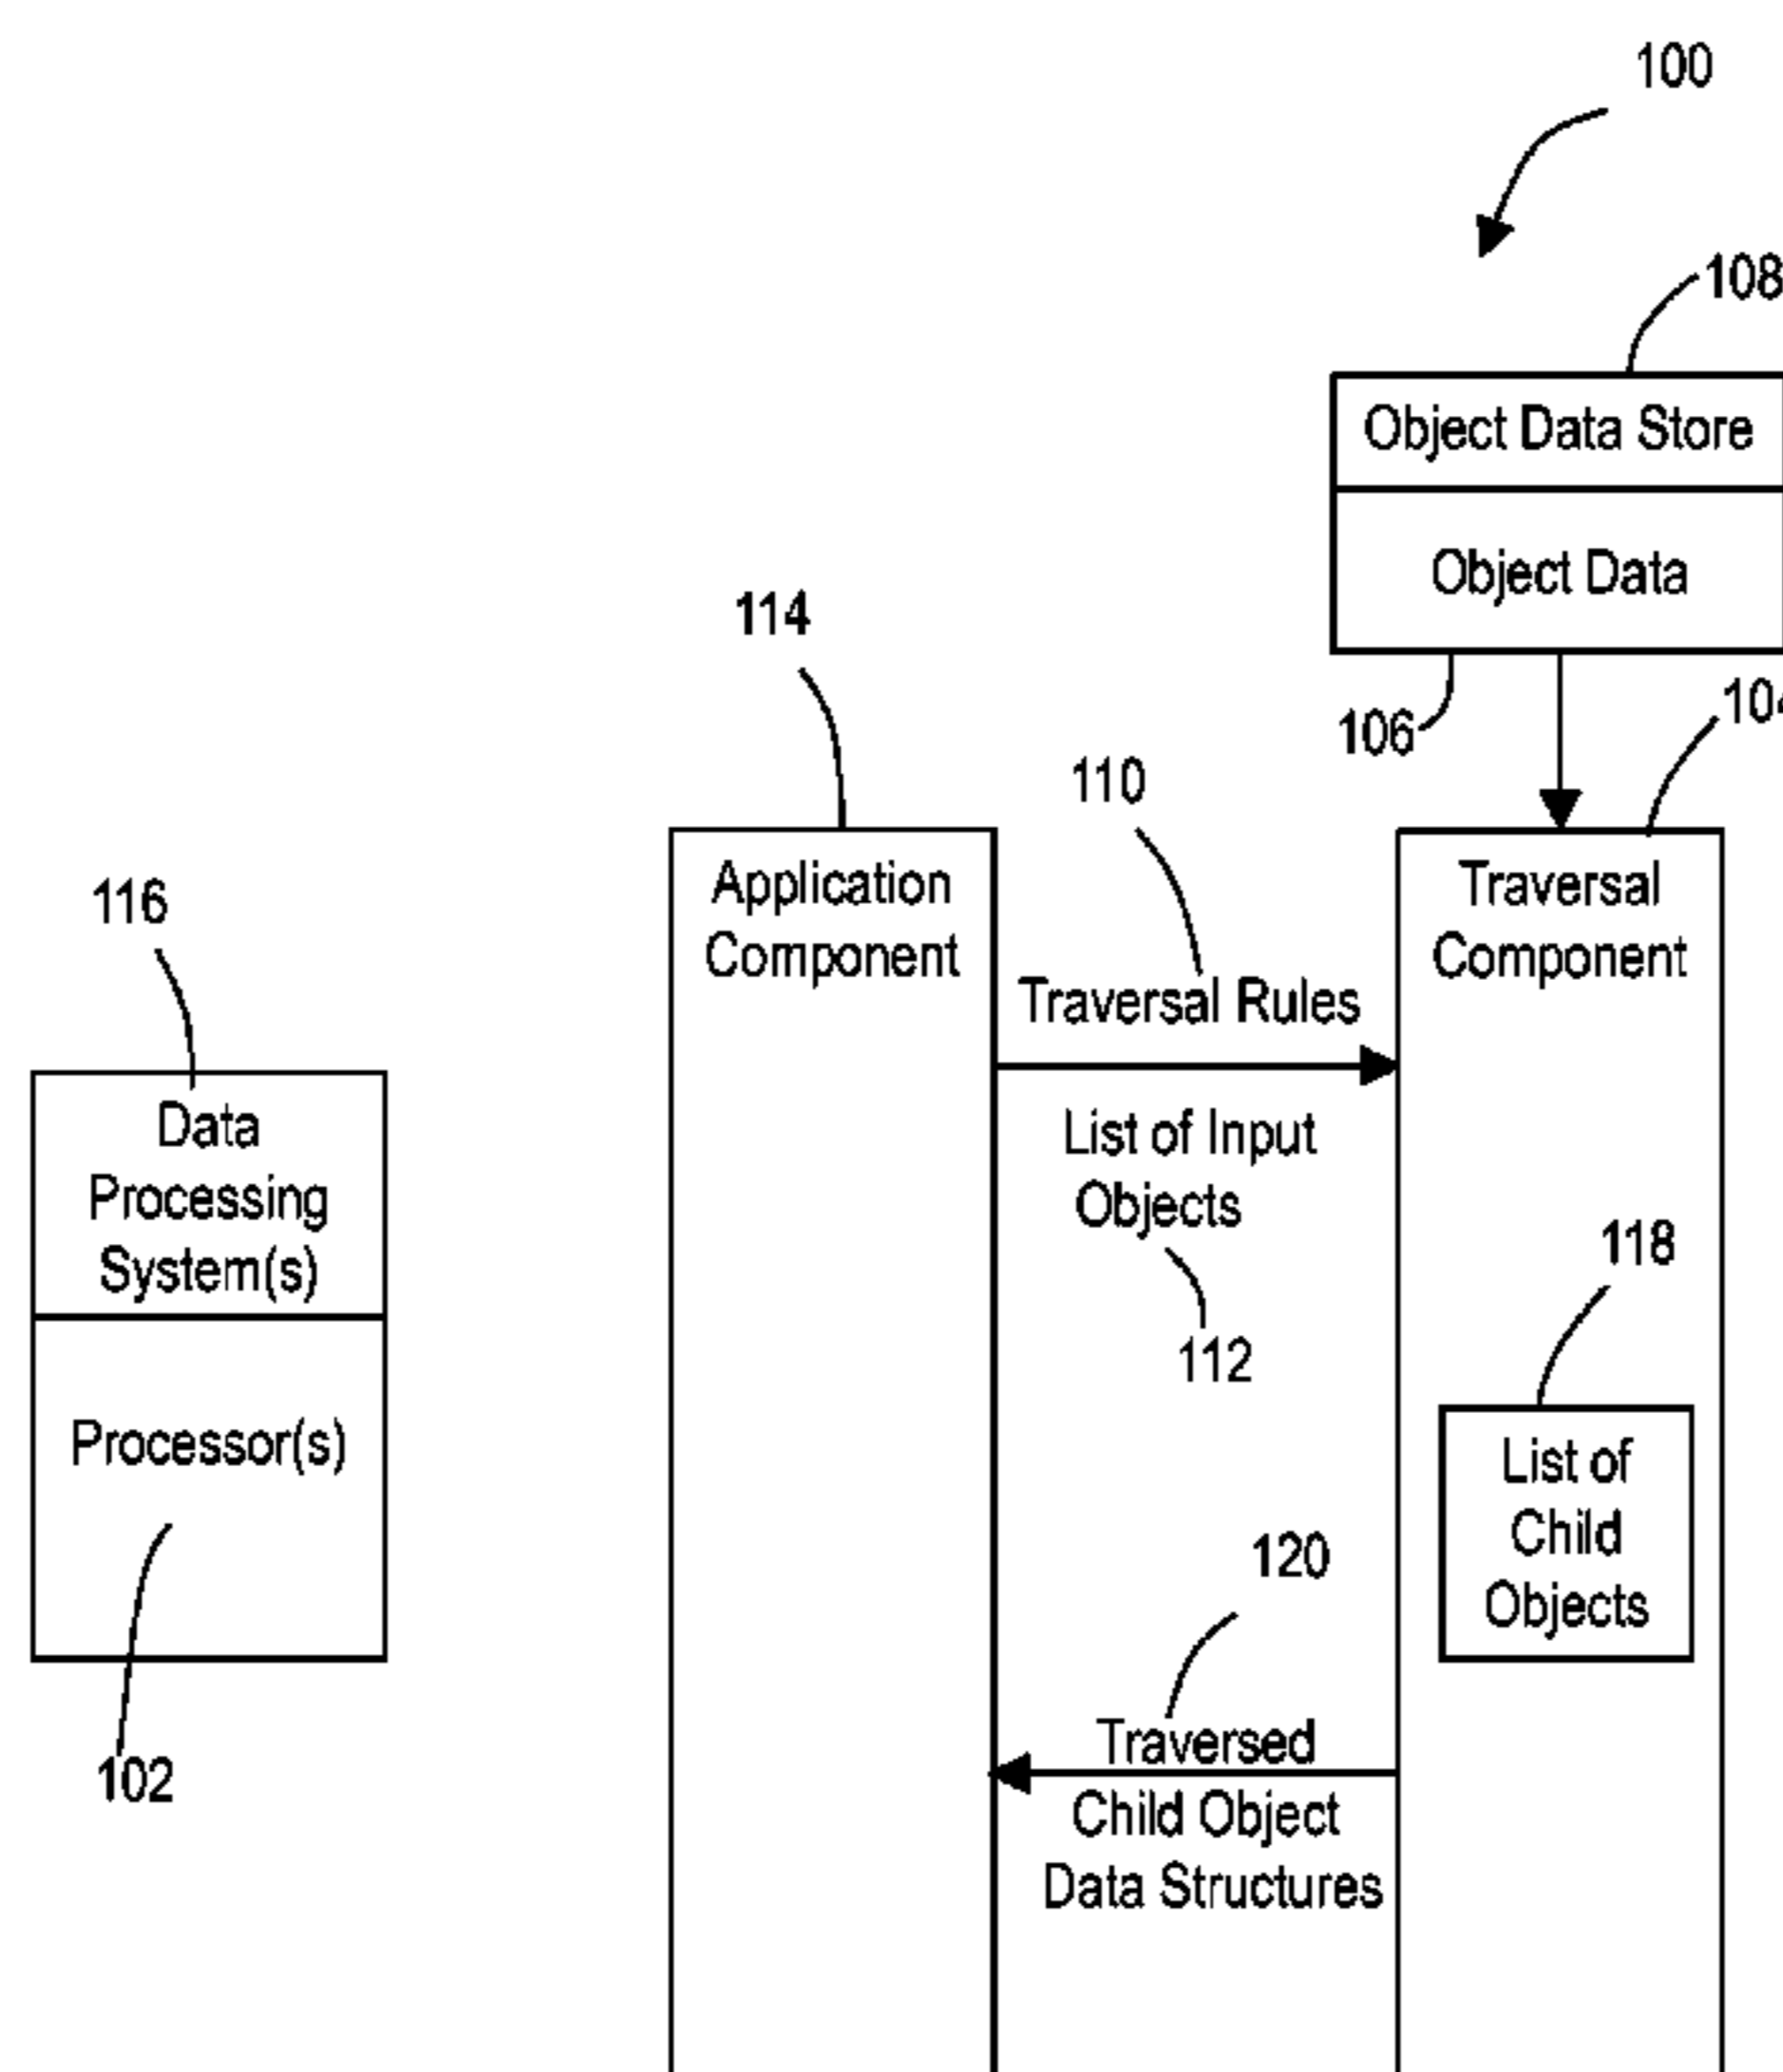 100
108
Object Data Store
Object Data
114
106
104
110
Application
Component
Traversal
Component
116
Traversal Rules
Data
Processing
System(s)
List of Input
Objects
118
112
Processor(s)
List of
Child
Objects
120
102
Traversed
Child Object
Data Structures